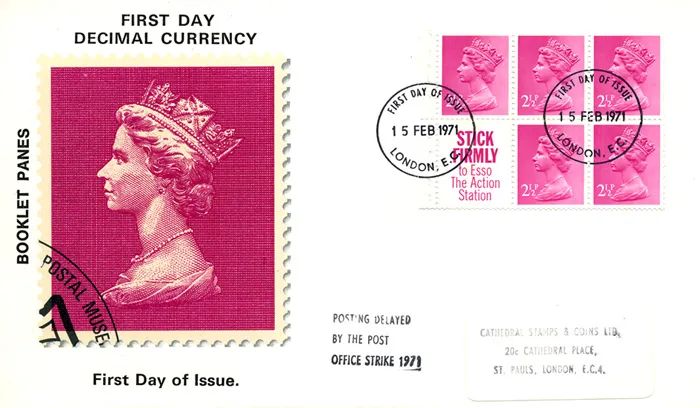 FIRST DAY
DECIMAL CURRENCY
BOOKLET PANES
POSTAL MUSE
First Day of Issue.
2½P
2½P
FIRST DAY OF ISSUE
15 FEB 1971
LONDON, E.C.
FIRST DAY OF ISSUE
15 FEB 1971
LONDON, E.C.
STICK
FIRMLY
to Esso
The Action
Station
2½P
2½P
POSTING DELAYED
BY THE POST
OFFICE STRIKE 1971
CATHEDRAL STAMPS & COINS LTD,
20c CATHEDRAL PLACE,
ST. PAULS, LONDON, E.C.4.